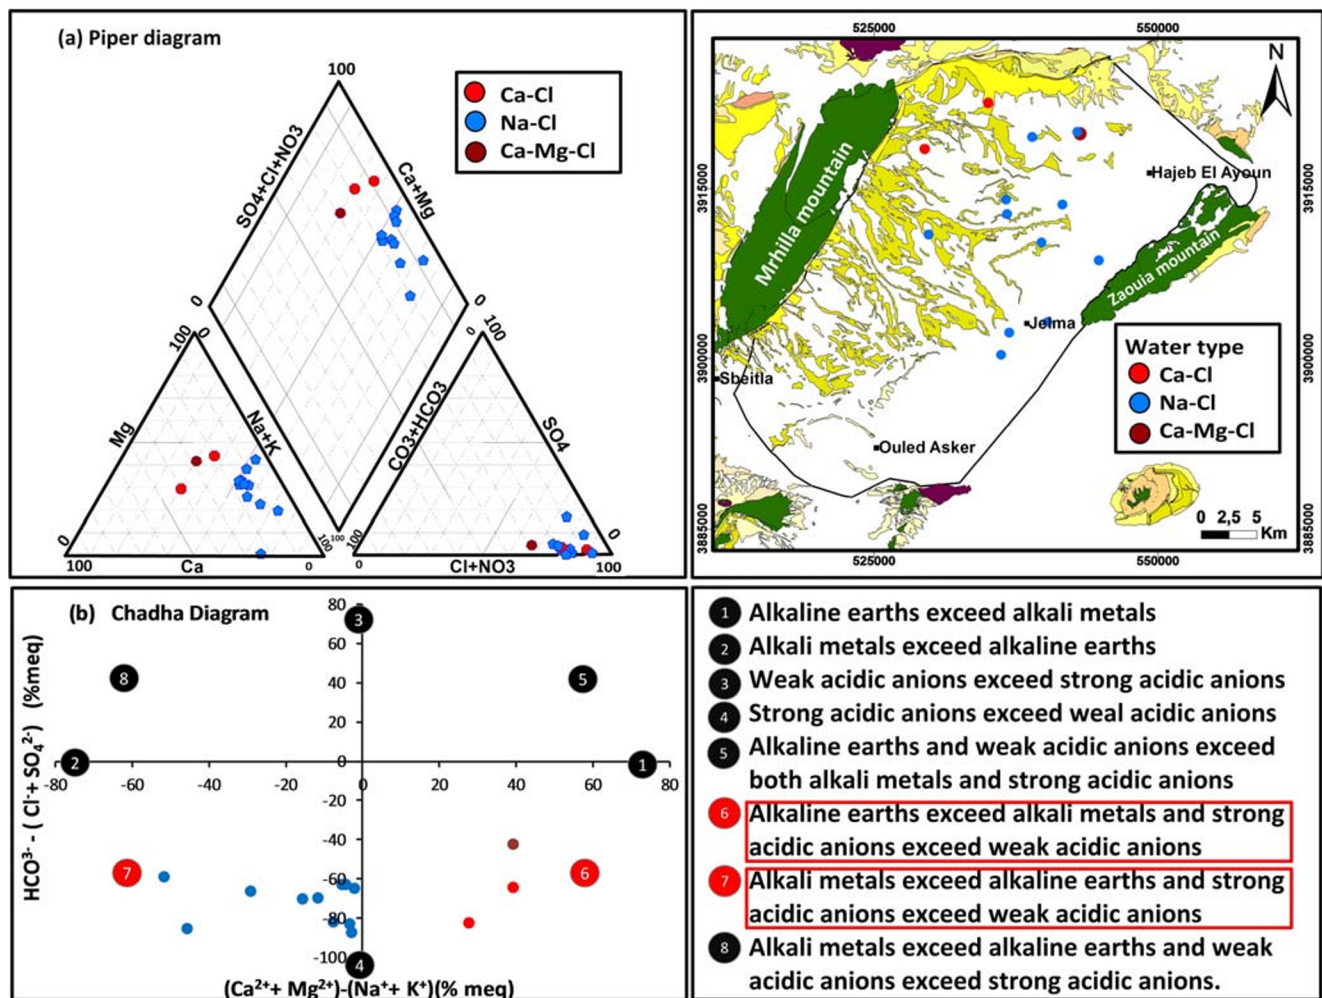 (a) Piper diagram
Ca-Cl
Na-Cl
Ca-Mg-Cl
100
SO4+Cl+NO3
Ca+Mg
0
0
100
0
0
100
Mg
Na+K
CO3+HCO3
SO4
0
100
100
100
0
100
Ca
0
Cl+NO3
100
525000
550000
N
3915000
3915000
3900000
3900000
3885000
3885000
Mrhilla mountain
Hajeb El Ayoun
Zaouia mountain
Jelma
Sbeitla
Ouled Asker
Water type
Ca-Cl
Na-Cl
Ca-Mg-Cl
0 2,5 5
Km
525000
550000
(b) Chadha Diagram
HCO³⁻ - ( Cl⁻+ SO₄²⁻) (%meq)
80
60
40
20
0
-20
-40
-60
-80
-100
-80
-60
-40
-20
0
20
40
60
80
3
8
5
2
1
7
6
4
(Ca²⁺+ Mg²⁺)-(Na⁺+ K⁺)(% meq)
1 Alkaline earths exceed alkali metals
2 Alkali metals exceed alkaline earths
3 Weak acidic anions exceed strong acidic anions
4 Strong acidic anions exceed weal acidic anions
5 Alkaline earths and weak acidic anions exceed
both alkali metals and strong acidic anions
6 Alkaline earths exceed alkali metals and strong
acidic anions exceed weak acidic anions
7 Alkali metals exceed alkaline earths and strong
acidic anions exceed weak acidic anions
8 Alkali metals exceed alkaline earths and weak
acidic anions exceed strong acidic anions.